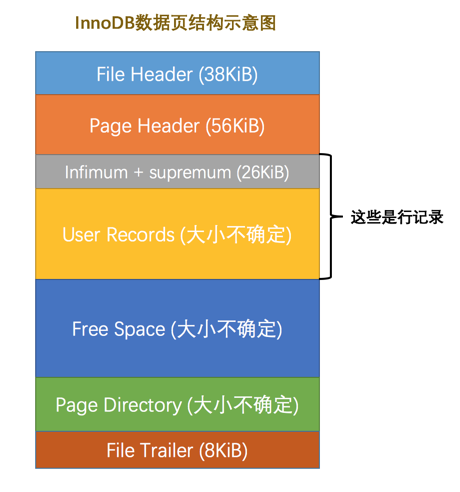 InnoDB数据页结构示意图
File Header (38KiB)
Page Header (56KiB)
Infimum + supremum (26KiB)
User Records (大小不确定)
这些是行记录
Free Space (大小不确定)
Page Directory (大小不确定)
File Trailer (8KiB)